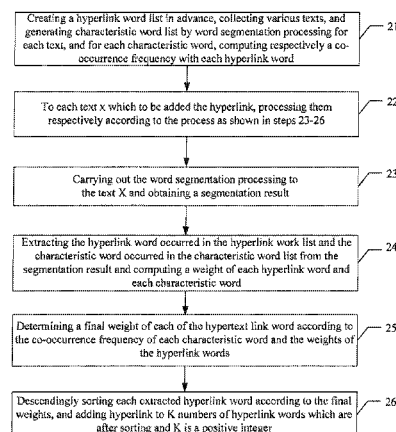 Creating a hyperlink word list in advance, collecting various texts, and
generating characteristic word list by word segmentation processing for
each text, and for each characteristic word, computing respectively a co-
occurrence frequency with each hyperlink word
21
To each text x which to be added the hyperlink, processing them
respectively according to the process as shown in steps 23-26
22
Carrying out the word segmentation processing to
the text X and obtaining a segmentation result
23
Extracting the hyperlink word occurred in the hyperlink work list and the
characteristic word occurred in the characteristic word list from the
segmentation result and computing a weight of each hyperlink word and
each characteristic word
24
Determining a final weight of each of the hypertext link word according to
the co-occurrence frequency of each characteristic word and the weights of
the hyperlink words
25
Descendingly sorting each extracted hyperlink word according to the final
weights, and adding hyperlink to K numbers of hyperlink words which are
after sorting and K is a positive integer
26